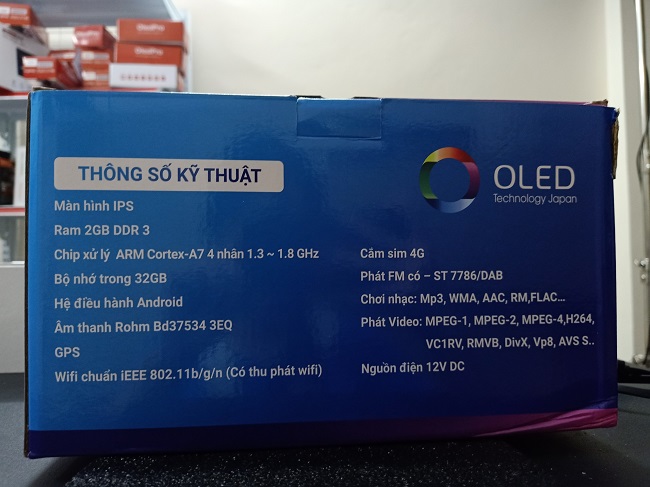 THÔNG SỐ KỸ THUẬT
Màn hình IPS
Ram 2GB DDR 3
Chip xử lý ARM Cortex-A7 4 nhân 1.3 ~ 1.8 GHz
Bộ nhớ trong 32GB
Hệ điều hành Android
Âm thanh Rohm Bd37534 3EQ
GPS
Wifi chuẩn iEEE 802.11b/g/n (Có thu phát wifi)
OLED
Technology Japan
Cắm sim 4G
Phát FM có – ST 7786/DAB
Chơi nhạc: Mp3, WMA, AAC, RM,FLAC...
Phát Video: MPEG-1, MPEG-2, MPEG-4,H264,
VC1RV, RMVB, DivX, Vp8, AVS S..
Nguồn điện 12V DC